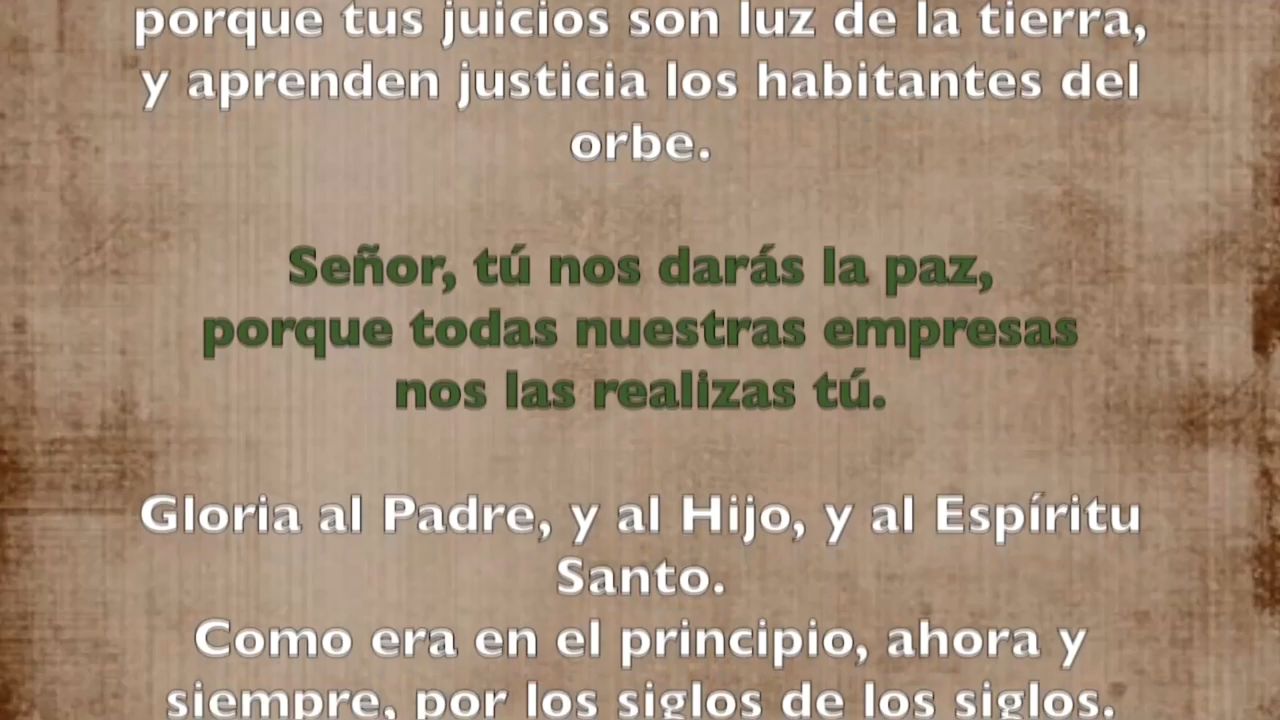 porque tus juicios son luz de la tierra,
y aprenden justicia los habitantes del
orbe.
Señor, tú nos darás la paz,
porque todas nuestras empresas
nos las realizas tú.
Gloria al Padre, y al Hijo, y al Espíritu
Santo.
Como era en el principio, ahora y
siempre, por los siglos de los siglos.